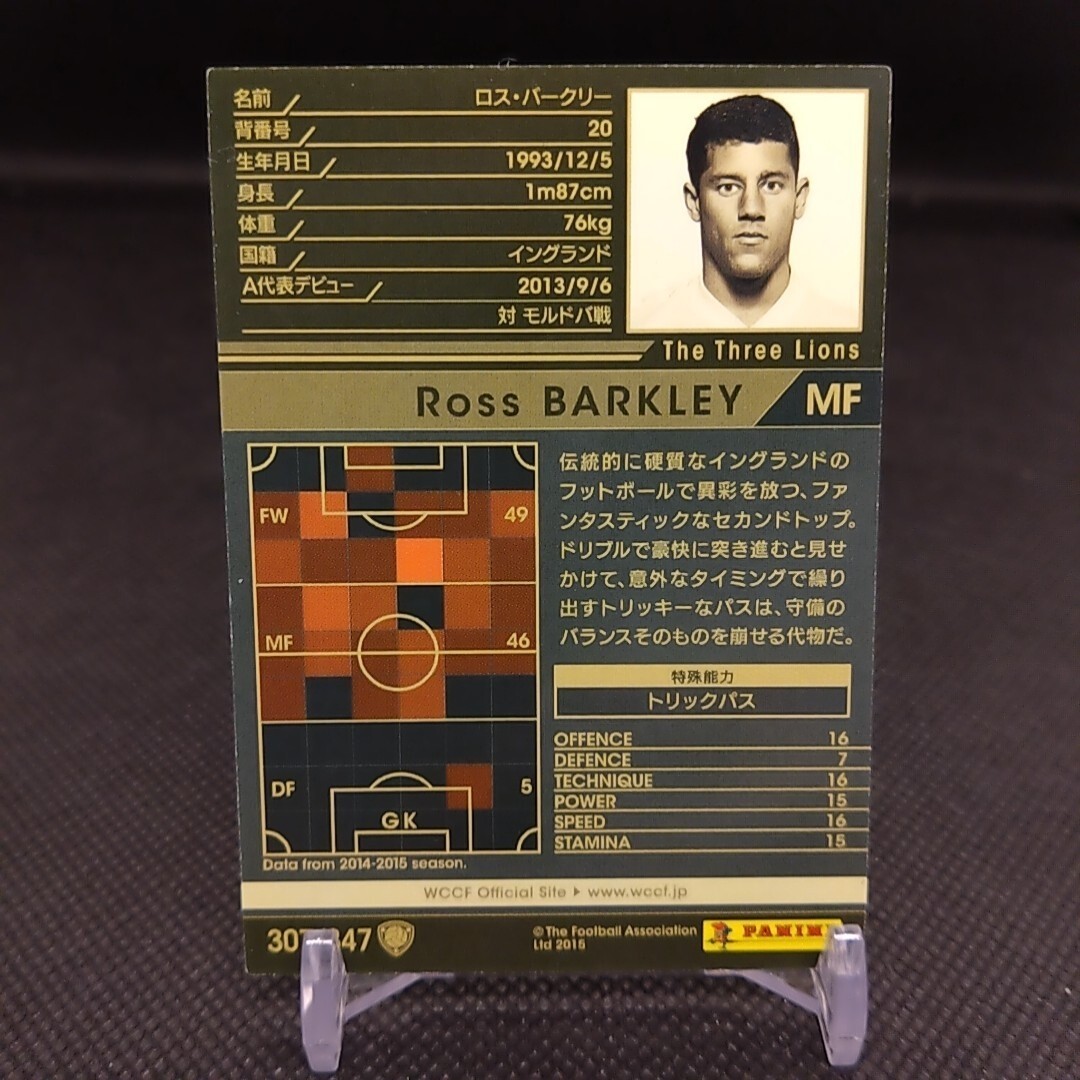 名前 ロス・バークリー
背番号 20
生年月日 1993/12/5
身長 1m87cm
体重 76kg
国籍 イングランド
A代表デビュー 2013/9/6
対 モルドバ戦
The Three Lions
Ross BARKLEY MF
FW 49
MF 46
DF 5
GK
Data from 2014-2015 season.
伝統的に硬質なイングランドの
フットボールで異彩を放つ、ファ
ンタスティックなセカンドトップ。
ドリブルで豪快に突き進むと見せ
かけて、意外なタイミングで繰り
出すトリッキーなパスは、守備の
バランスそのものを崩せる代物だ。
特殊能力
トリックパス
OFFENCE 16
DEFENCE 7
TECHNIQUE 16
POWER 15
SPEED 16
STAMINA 15
WCCF Official Site ▶ www.wccf.jp
©The Football Association
Ltd 2015
PANINI